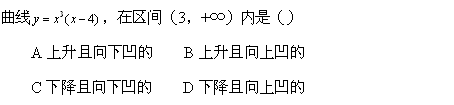 曲线y = x³(x−4)，在区间（3，+∞）内是（）
A 上升且向下凹的 B 上升且向上凹的
C 下降且向下凹的 D 下降且向上凹的